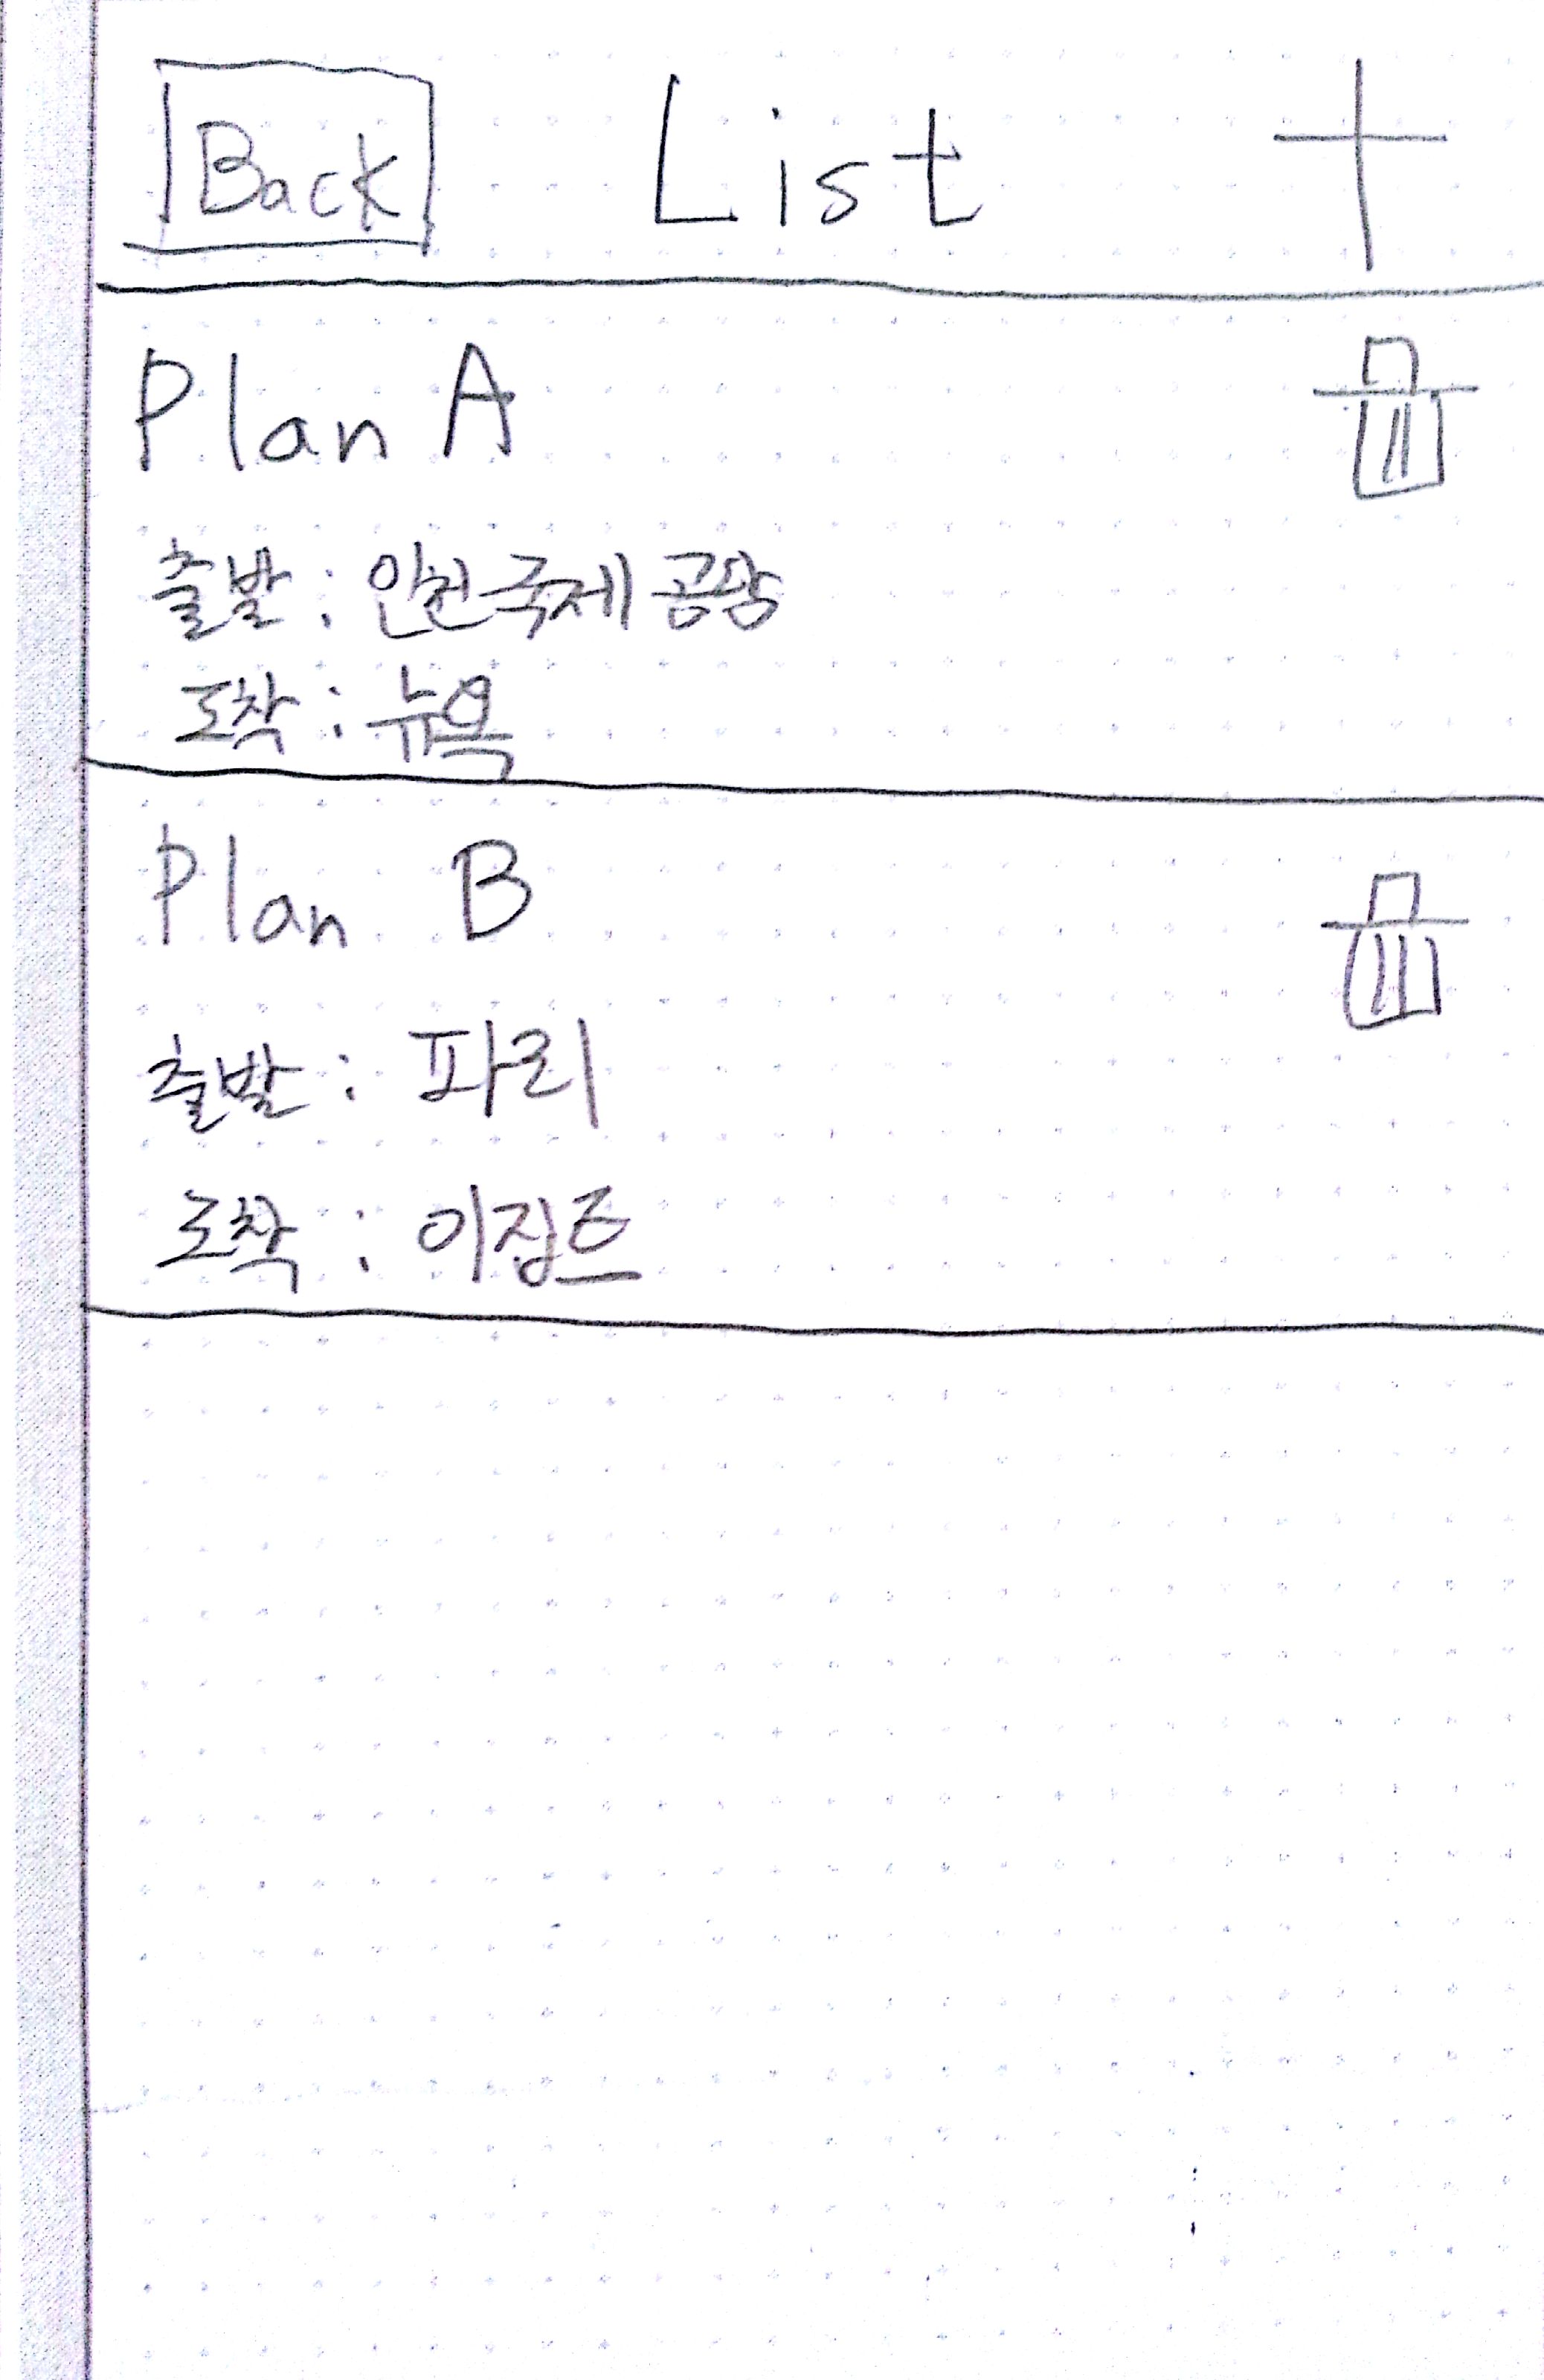 Back List +
Plan A
출발 : 인천국제공항
도착 : 뉴욕
Plan B
출발 : 파리
도착 : 이집트